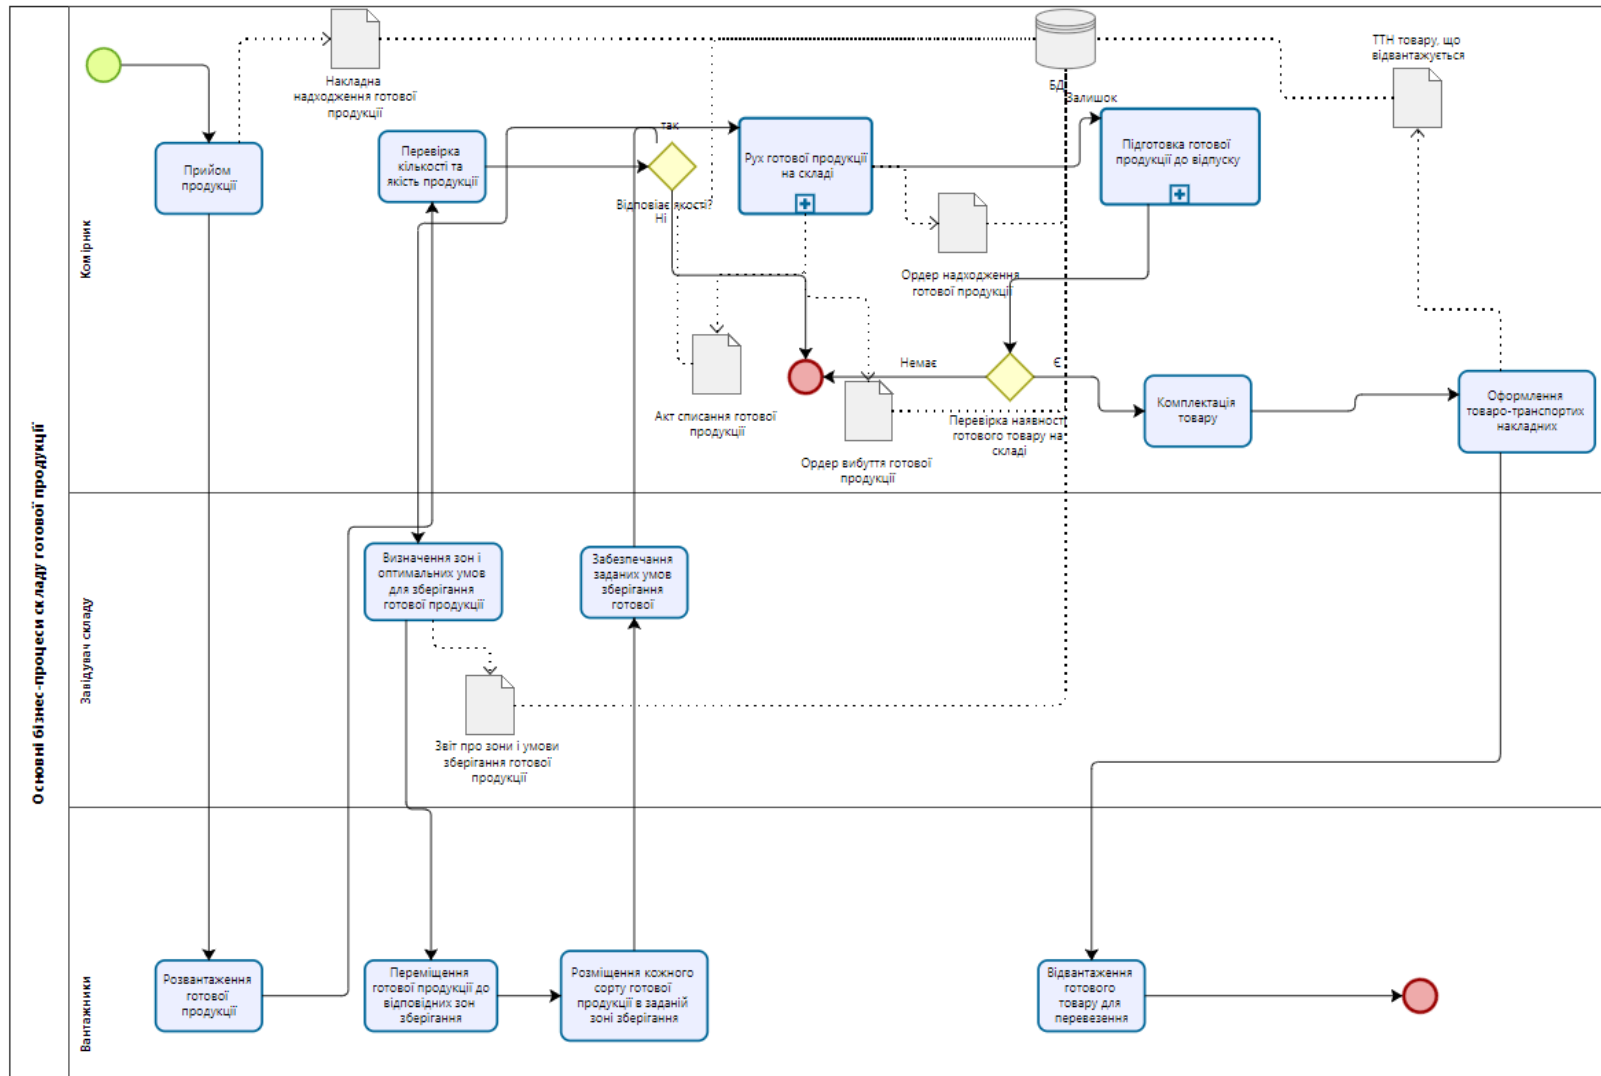 Основні бізнес-процеси складу готової продукції
Комірник
Накладна
надходження готової
продукції
БД
Залишок
ТТН товару, що
відвантажується
Прийом
продукції
Перевірка
кількості та
якість продукції
так
Відповіає якості?
Ні
Рух готової продукції
на складі
Підготовка готової
продукції до відпуску
Ордер надходження
готової продукції
Акт списання готової
продукції
Ордер вибуття готової
продукції
Немає
Є
Перевірка наявност
готового товару на
складі
Комплектація
товару
Оформлення
товаро-транспортих
накладних
Завідувач складу
Визначення зон і
оптимальних умов
для зберігання
готової продукції
Забезпечання
заданих умов
зберігання
готової
Звіт про зони і умови
зберігання готової
продукції
Вантажники
Розвантаження
готової
продукції
Переміщення
готової продукції до
відповідних зон
зберігання
Розміщення кожного
сорту готової
продукції в заданій
зоні зберігання
Відвантаження
готового
товару для
перевезення